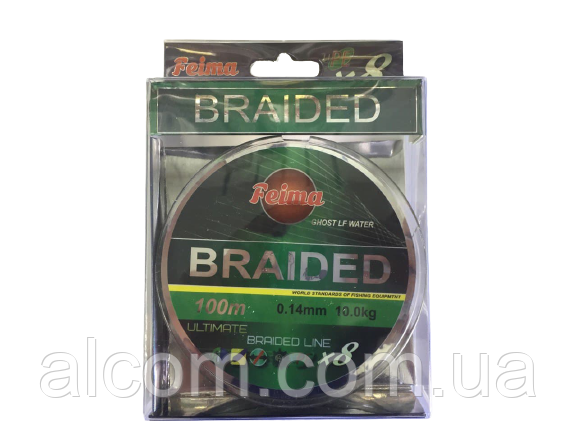 Feima
x8
BRAIDED
Feima
GHOST LF WATER
BRAIDED
WORLD STANDARDS OF FISHING EQUIPMENT
100m 0.14mm 10.0kg
ULTIMATE
BRAIDED LINE
x8
alcom.com.ua